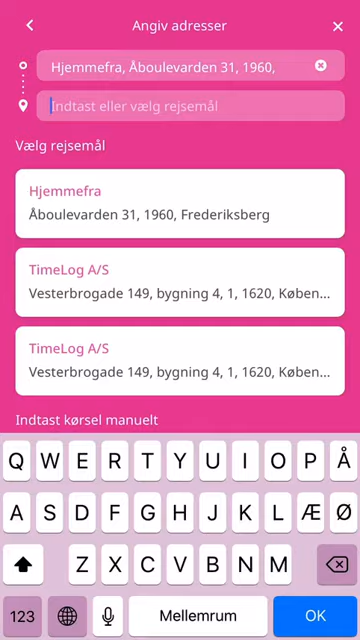 Angiv adresser
Hjemmefra, Åboulevarden 31, 1960,
Indtast eller vælg rejsemål
Vælg rejsemål
Hjemmefra
Åboulevarden 31, 1960, Frederiksberg
TimeLog A/S
Vesterbrogade 149, bygning 4, 1, 1620, Køben...
TimeLog A/S
Vesterbrogade 149, bygning 4, 1, 1620, Køben...
Indtast kørsel manuelt
Q W E R T Y U I O P Å
A S D F G H J K L Æ Ø
Z X C V B N M
123 Mellemrum OK